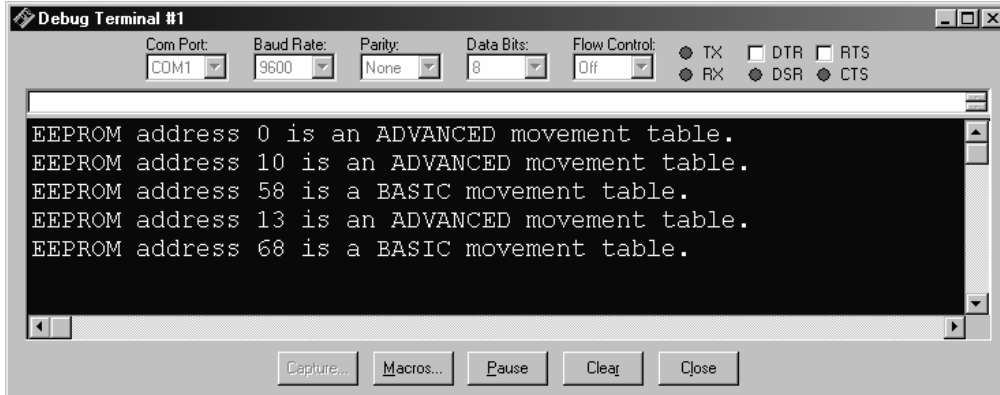 Debug Terminal #1
Com Port: Baud Rate: Parity: Data Bits: Flow Control:
COM1 9600 None 8 Off
TX DTR RTS
RX DSR CTS
EEPROM address 0 is an ADVANCED movement table.
EEPROM address 10 is an ADVANCED movement table.
EEPROM address 58 is a BASIC movement table.
EEPROM address 13 is an ADVANCED movement table.
EEPROM address 68 is a BASIC movement table.
Capture... Macros... Pause Clear Close